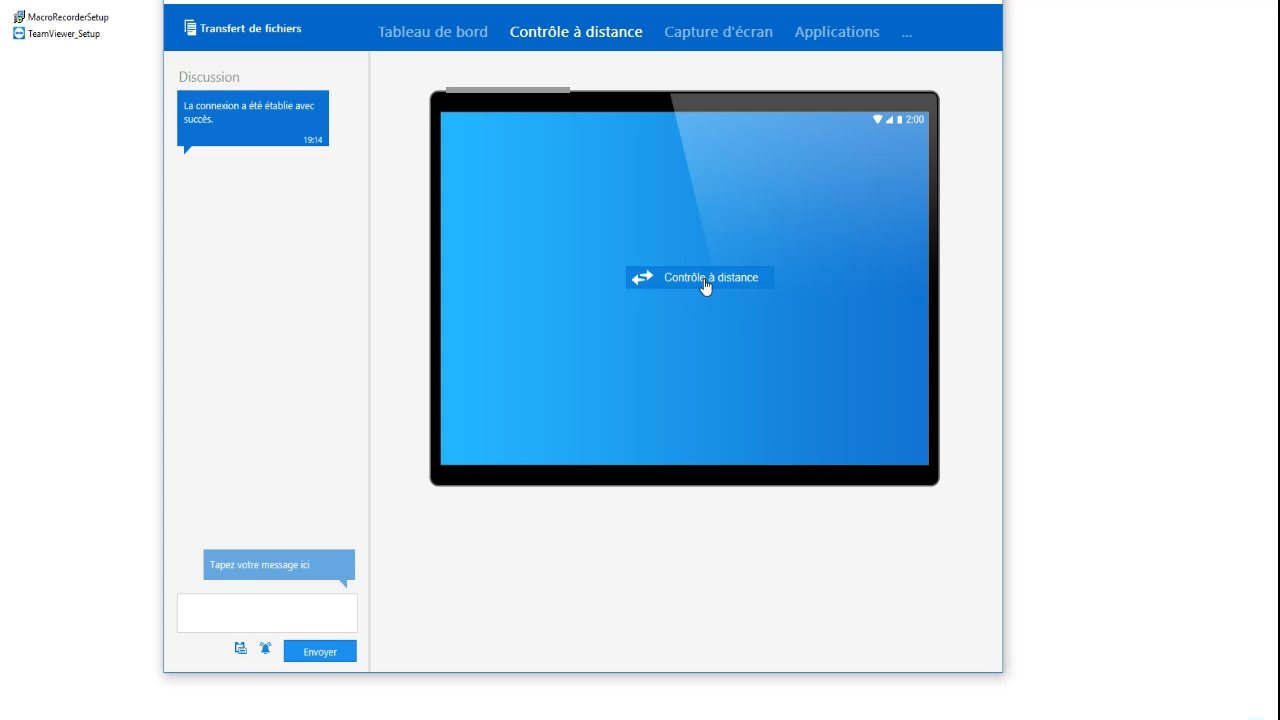 MacroRecorderSetup
TeamViewer_Setup
Transfert de fichiers
Tableau de bord
Contrôle à distance
Capture d'écran
Applications
...
Discussion
La connexion a été établie avec
succès.
19:14
2:00
Contrôle à distance
Tapez votre message ici
Envoyer